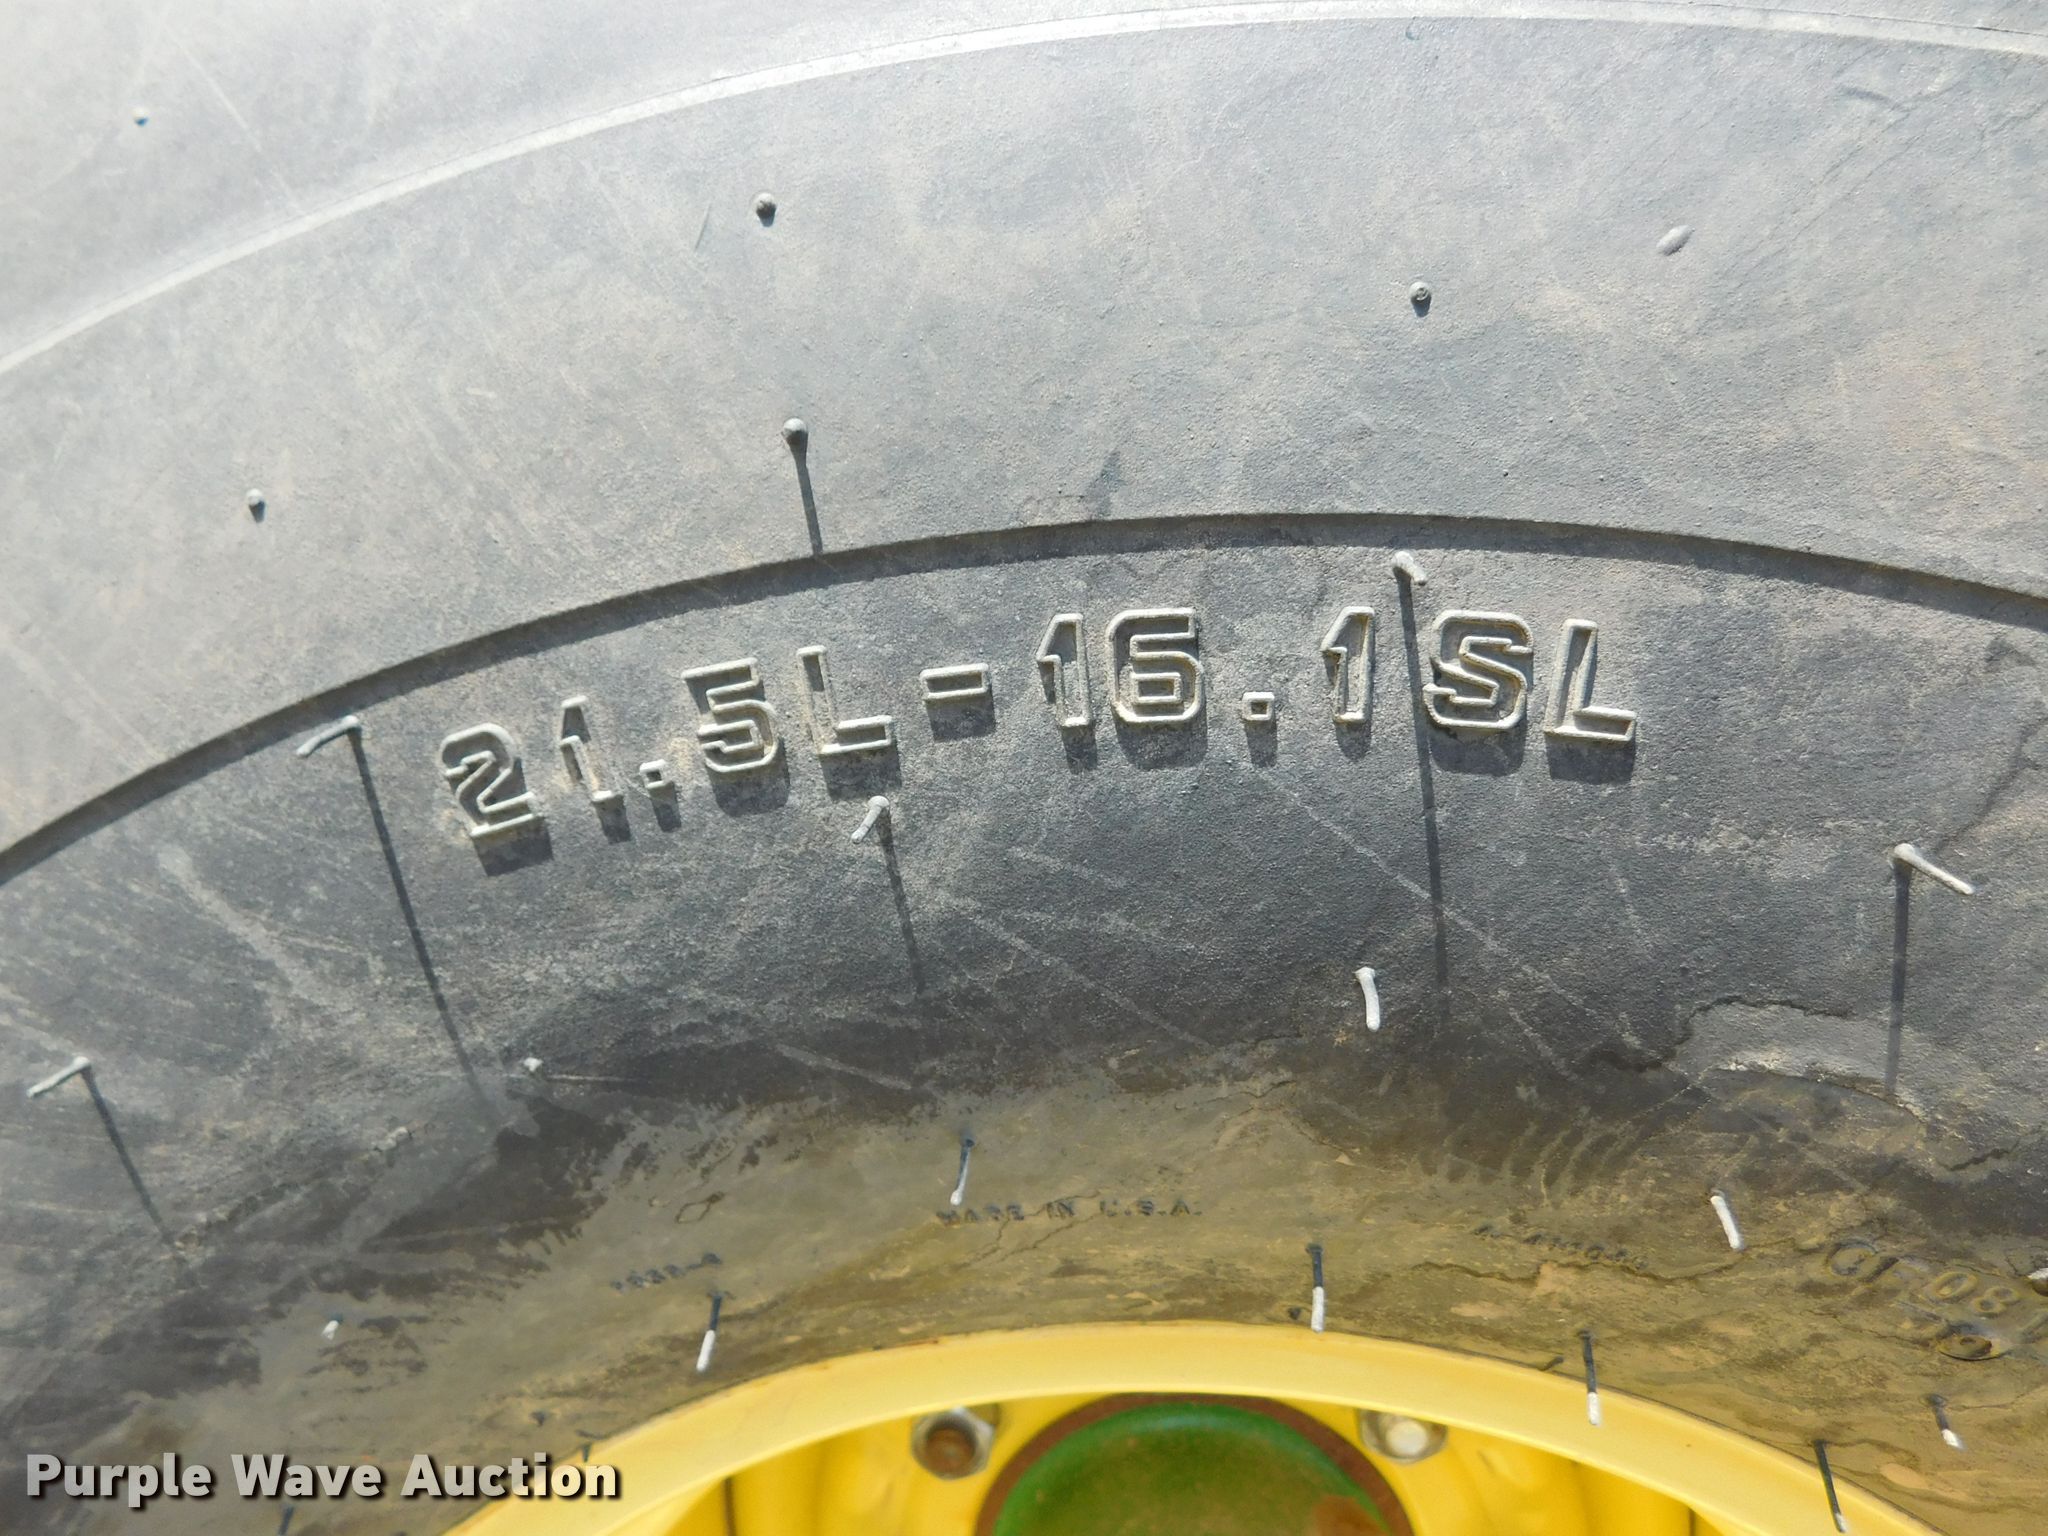 21.5L-16.1SL
MADE IN U.S.A.
Purple Wave Auction